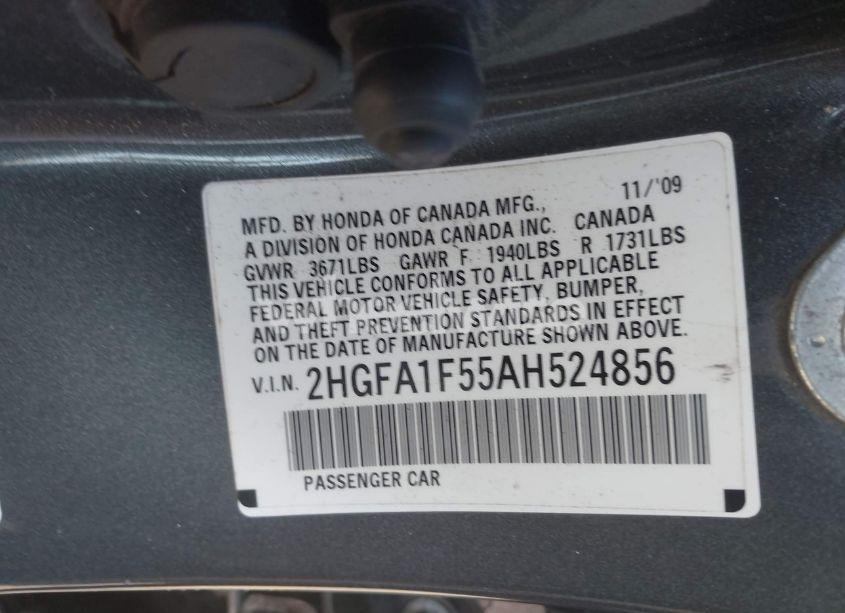 11/'09
MFD. BY HONDA OF CANADA MFG.,
A DIVISION OF HONDA CANADA INC. CANADA
GVWR 3671LBS GAWR F 1940LBS R 1731LBS
THIS VEHICLE CONFORMS TO ALL APPLICABLE
FEDERAL MOTOR VEHICLE SAFETY, BUMPER,
AND THEFT PREVENTION STANDARDS IN EFFECT
ON THE DATE OF MANUFACTURE SHOWN ABOVE.
V.I.N. 2HGFA1F55AH524856
PASSENGER CAR